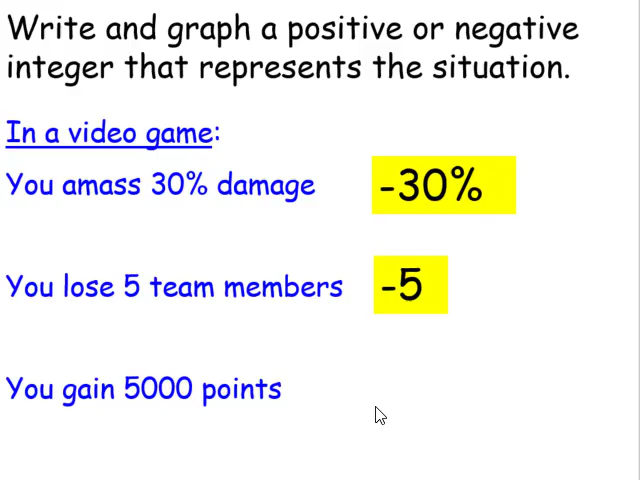 Write and graph a positive or negative
integer that represents the situation.
In a video game:
You amass 30% damage -30%
You lose 5 team members -5
You gain 5000 points